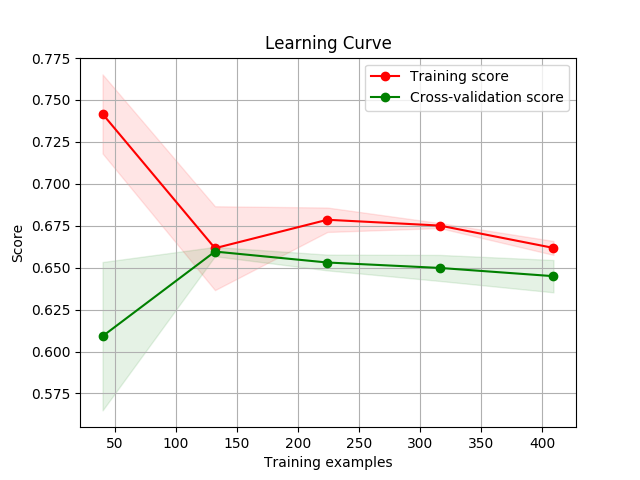 Learning Curve
Training score
Cross-validation score
0.775
0.750
0.725
0.700
0.675
0.650
0.625
0.600
0.575
Score
50 100 150 200 250 300 350 400
Training examples